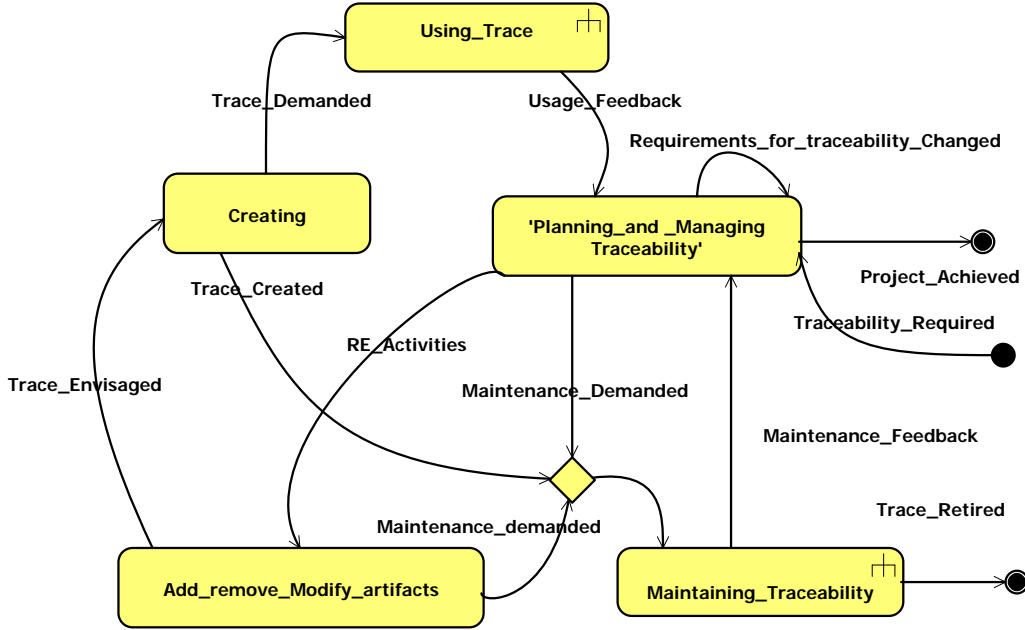 Using_Trace
Trace_Demanded
Usage_Feedback
Requirements_for_traceability_Changed
Creating
'Planning_and _Managing
Traceability'
Project_Achieved
Trace_Created
Traceability_Required
RE_Activities
Trace_Envisaged
Maintenance_Demanded
Maintenance_Feedback
Trace_Retired
Maintenance_demanded
Add_remove_Modify_artifacts
Maintaining_Traceability